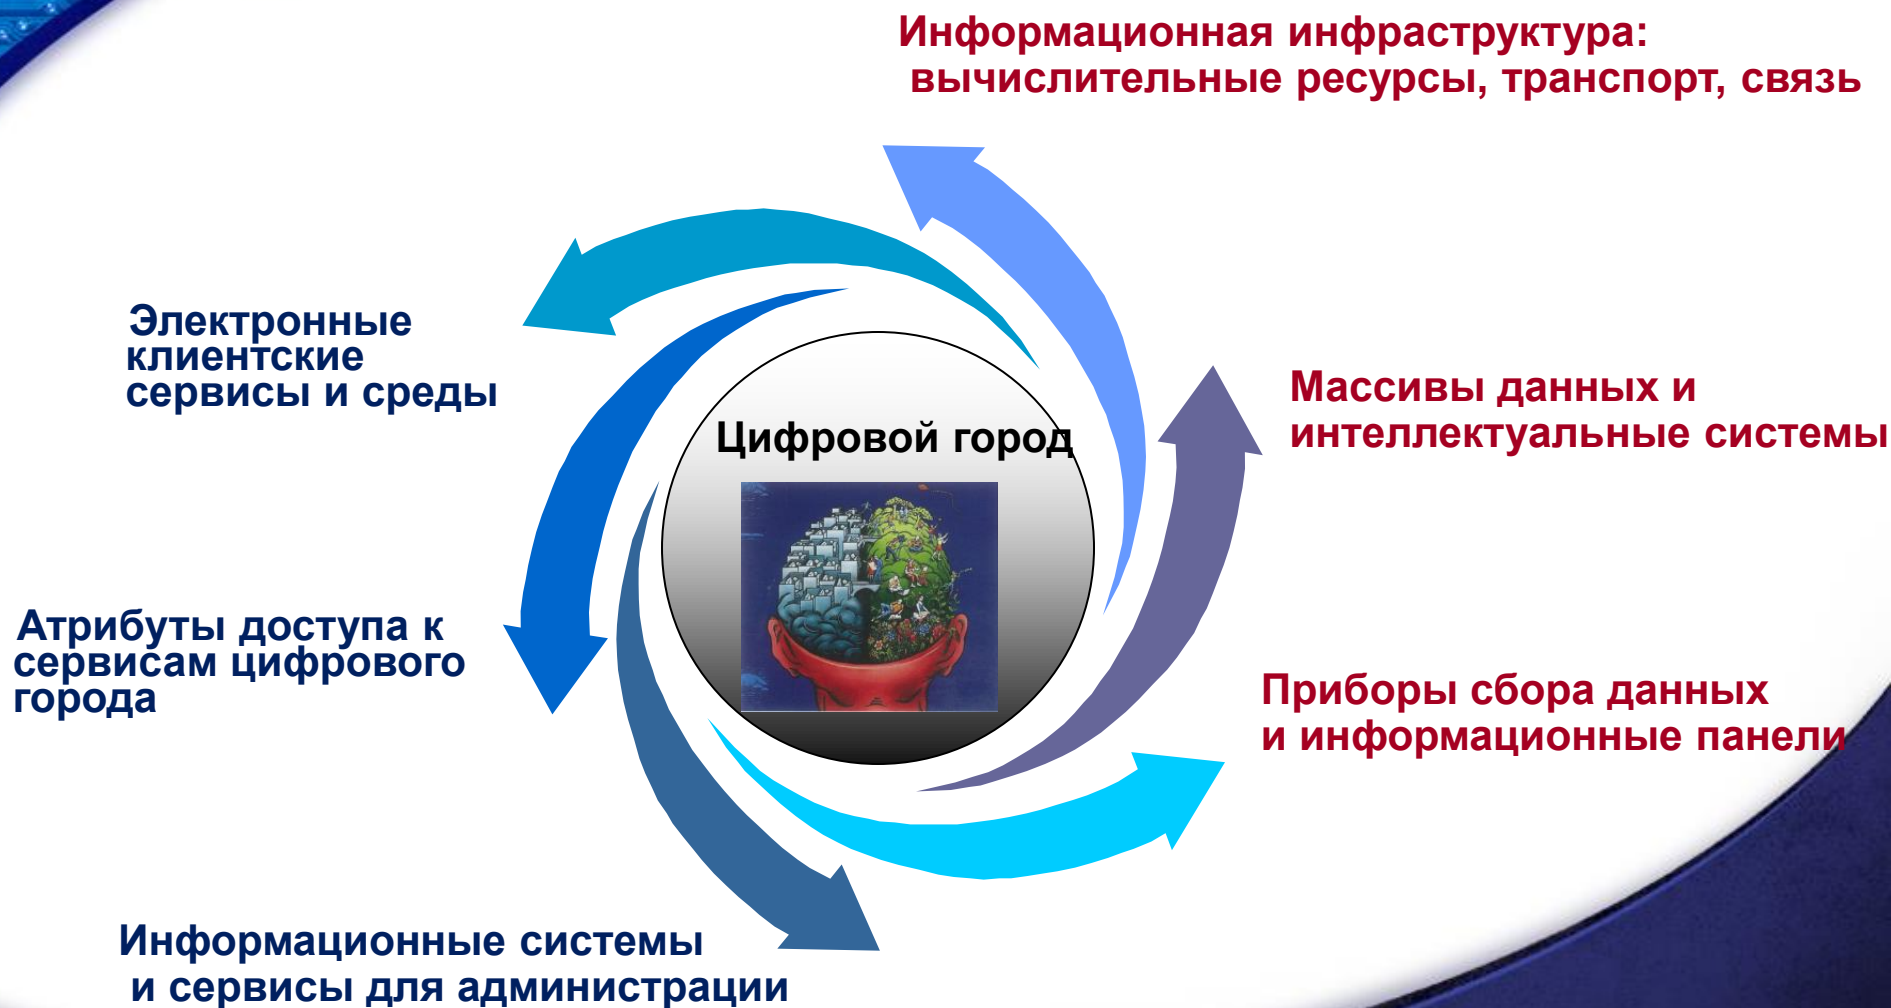 Информационная инфраструктура:
вычислительные ресурсы, транспорт, связь
Электронные
клиентские
сервисы и среды
Цифровой город
Массивы данных и
интеллектуальные системы
Атрибуты доступа к
сервисам цифрового
города
Приборы сбора данных
и информационные панели
Информационные системы
и сервисы для администрации